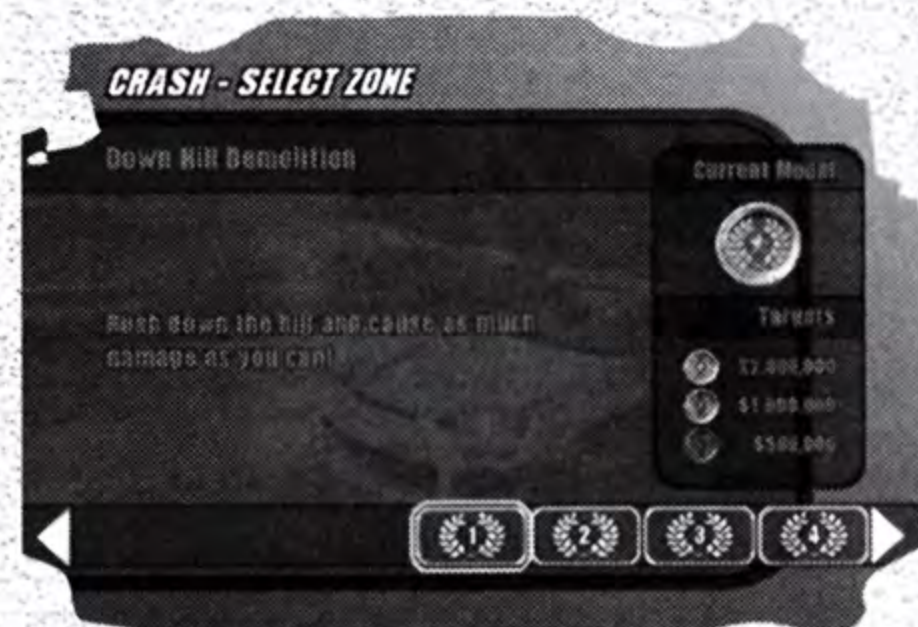 CRASH - SELECT ZONE
Down Hill Demolition
Current Medal
Rush down the hill and cause as much
damage as you can!
Targets
$2,000,000
$1,000,000
$500,000
1 2 3 4